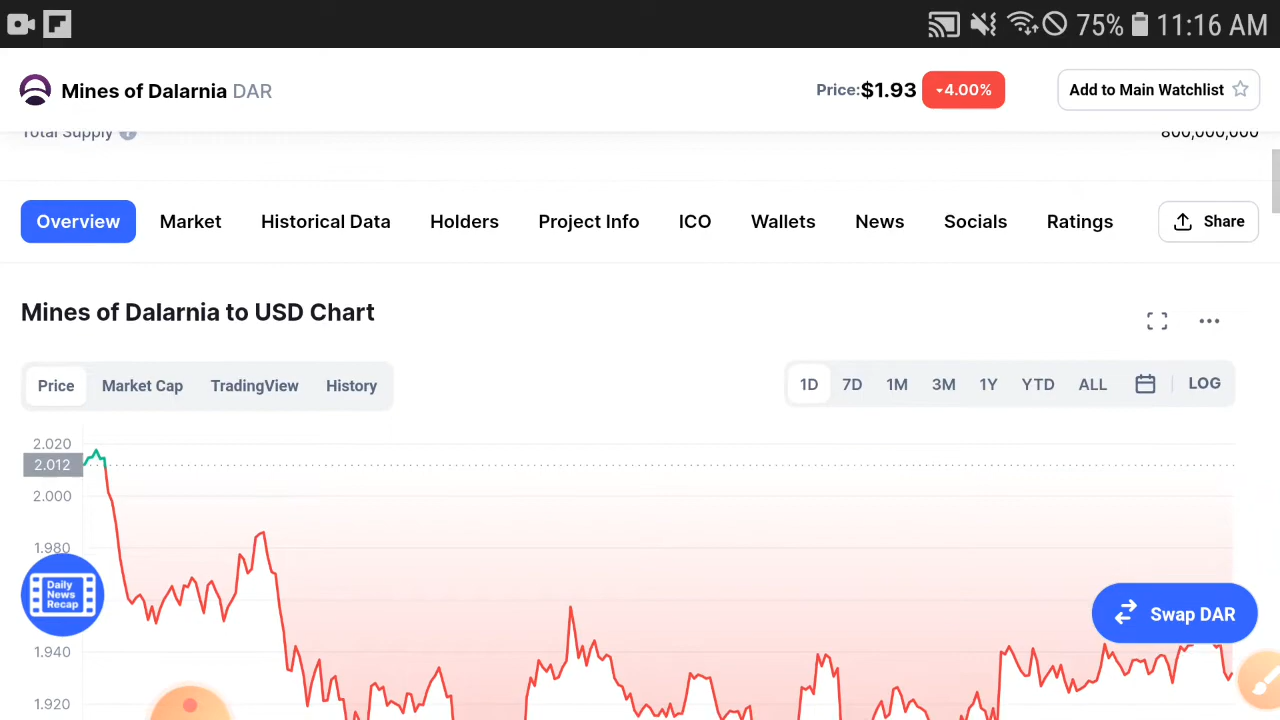 75% 11:16 AM
Mines of Dalarnia DAR
Price:$1.93 4.00%
Add to Main Watchlist
Total Supply
800,000,000
Overview Market Historical Data Holders Project Info ICO Wallets News Socials Ratings Share
Mines of Dalarnia to USD Chart
Price Market Cap TradingView History
1D 7D 1M 3M 1Y YTD ALL LOG
2.020
2.012
2.000
1.980
Daily
News
Recap
Swap DAR
1.940
1.920